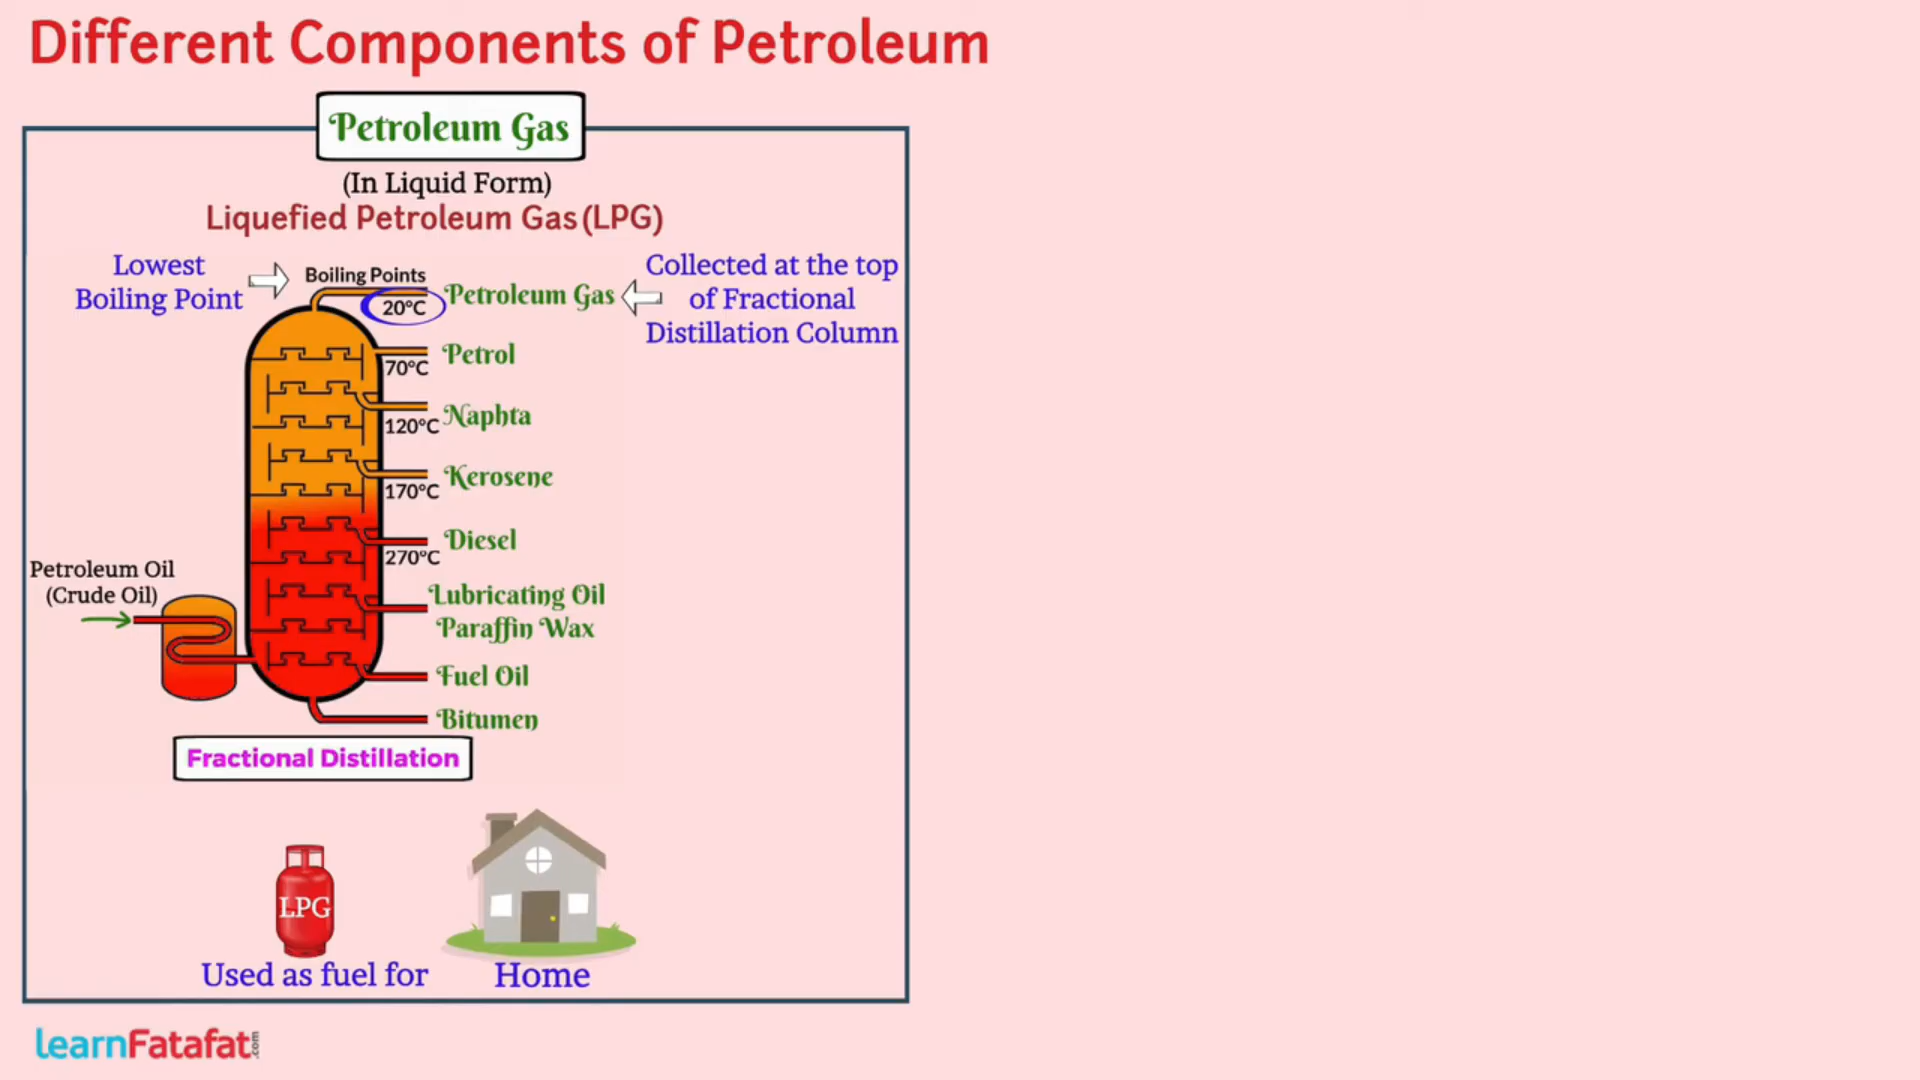 Different Components of Petroleum
Petroleum Gas
(In Liquid Form)
Liquefied Petroleum Gas (LPG)
Lowest
Boiling Point
Boiling Points
20°C
Petroleum Gas
Collected at the top
of Fractional
Distillation Column
Petrol
70°C
Naphta
120°C
Kerosene
170°C
Diesel
270°C
Petroleum Oil
(Crude Oil)
Lubricating Oil
Paraffin Wax
Fuel Oil
Bitumen
Fractional Distillation
LPG
Used as fuel for
Home
learnFatafat.com